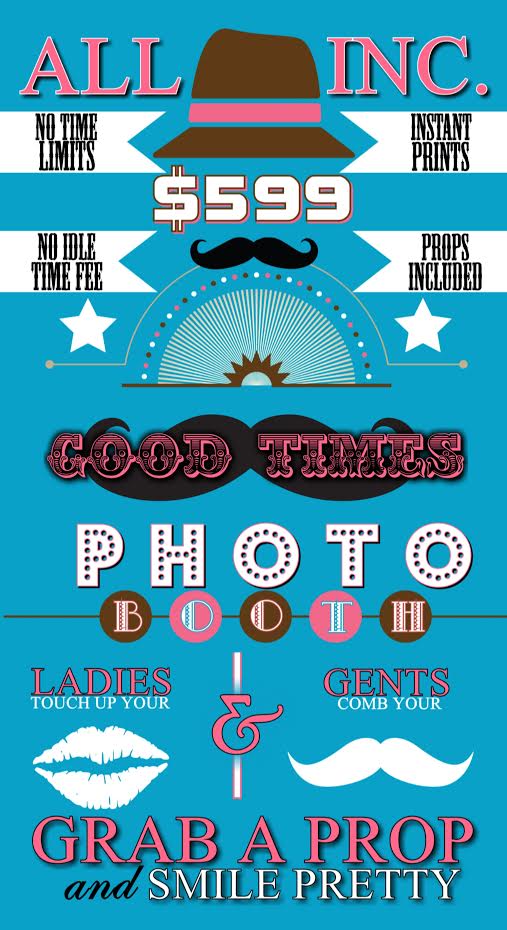 ALL INC.
NO TIME
LIMITS
INSTANT
PRINTS
$599
NO IDLE
TIME FEE
PROPS
INCLUDED
GOOD TIMES
PHOTO
BOOTH
LADIES
TOUCH UP YOUR
&
GENTS
COMB YOUR
GRAB A PROP
and SMILE PRETTY